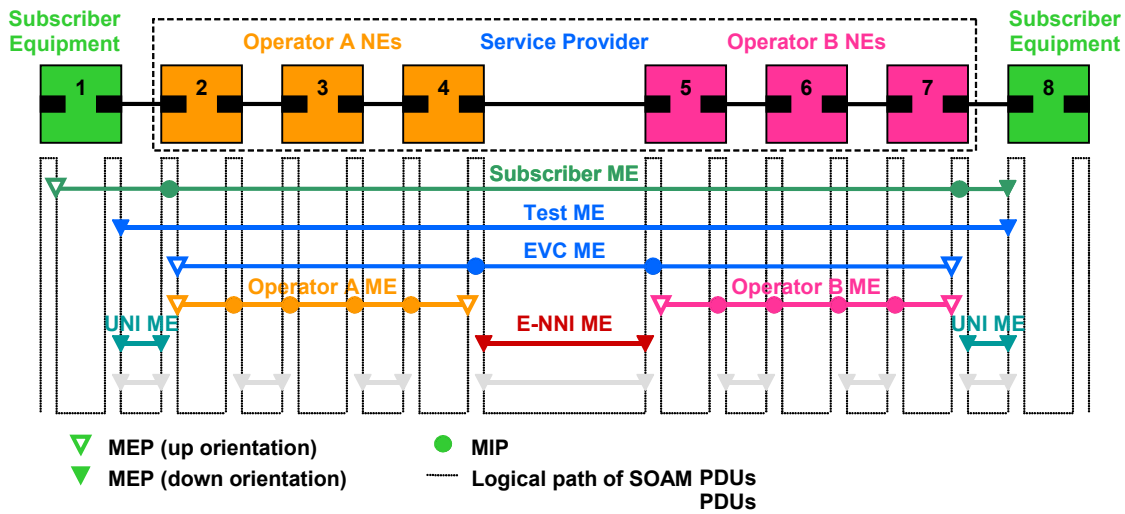 Subscriber
Equipment
Operator A NEs
Service Provider
Operator B NEs
Subscriber
Equipment
1
2
3
4
5
6
7
8
Subscriber ME
Test ME
EVC ME
Operator A ME
Operator B ME
UNI ME
E-NNI ME
UNI ME
MEP (up orientation)
MIP
MEP (down orientation)
Logical path of SOAM PDUs
PDUs